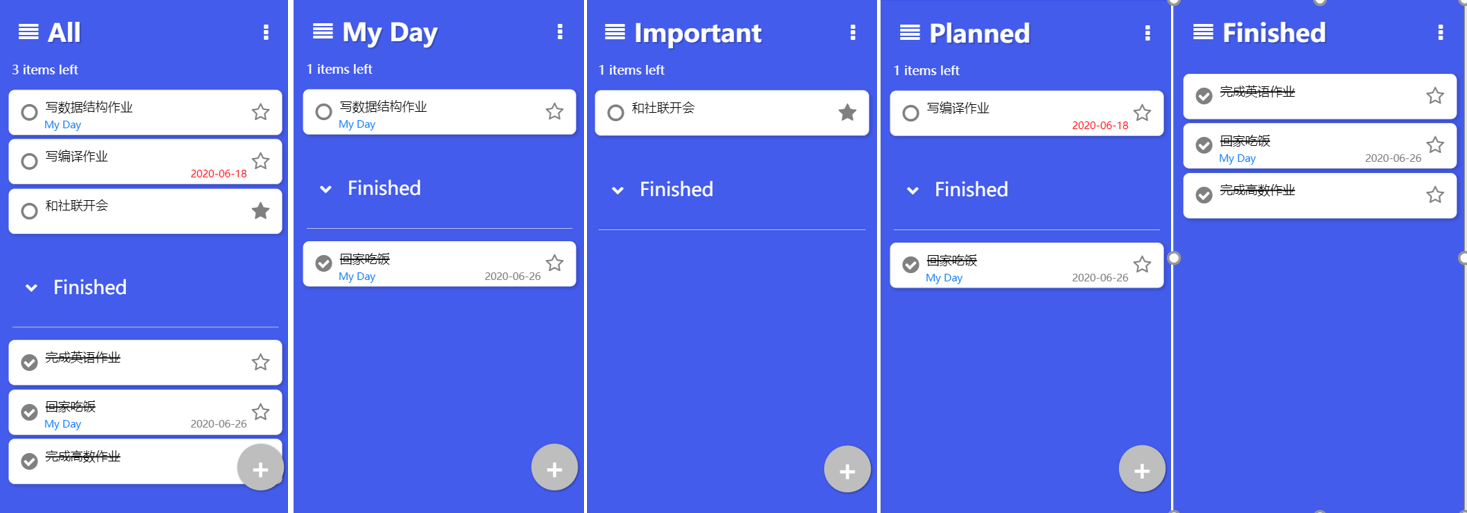 All
3 items left
写数据结构作业
My Day
写编译作业
2020-06-18
和社联开会
Finished
完成英语作业
回家吃饭
My Day
2020-06-26
完成高数作业
My Day
1 items left
写数据结构作业
My Day
Finished
回家吃饭
My Day
2020-06-26
Important
1 items left
和社联开会
Finished
Planned
1 items left
写编译作业
2020-06-18
Finished
回家吃饭
My Day
2020-06-26
Finished
完成英语作业
回家吃饭
My Day
2020-06-26
完成高数作业